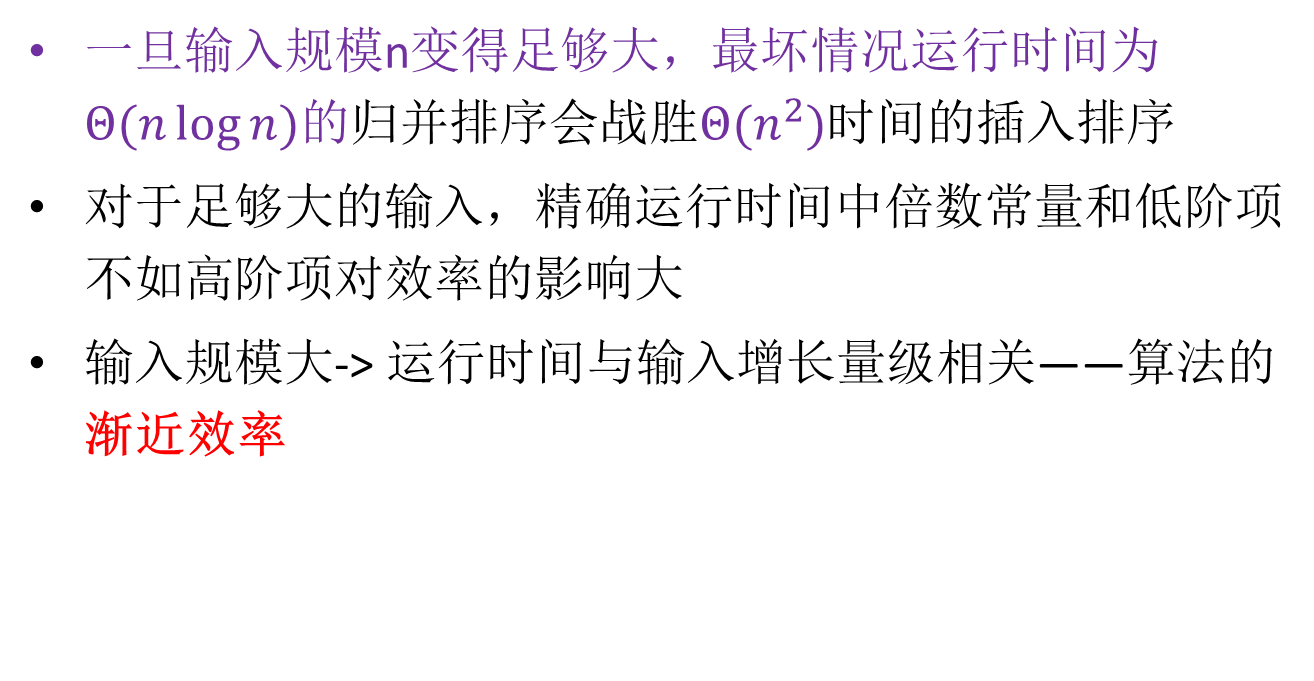 • 一旦输入规模n变得足够大，最坏情况运行时间为
Θ(n log n)的归并排序会战胜Θ(n²)时间的插入排序
• 对于足够大的输入，精确运行时间中倍数常量和低阶项
不如高阶项对效率的影响大
• 输入规模大-> 运行时间与输入增长量级相关——算法的
渐近效率